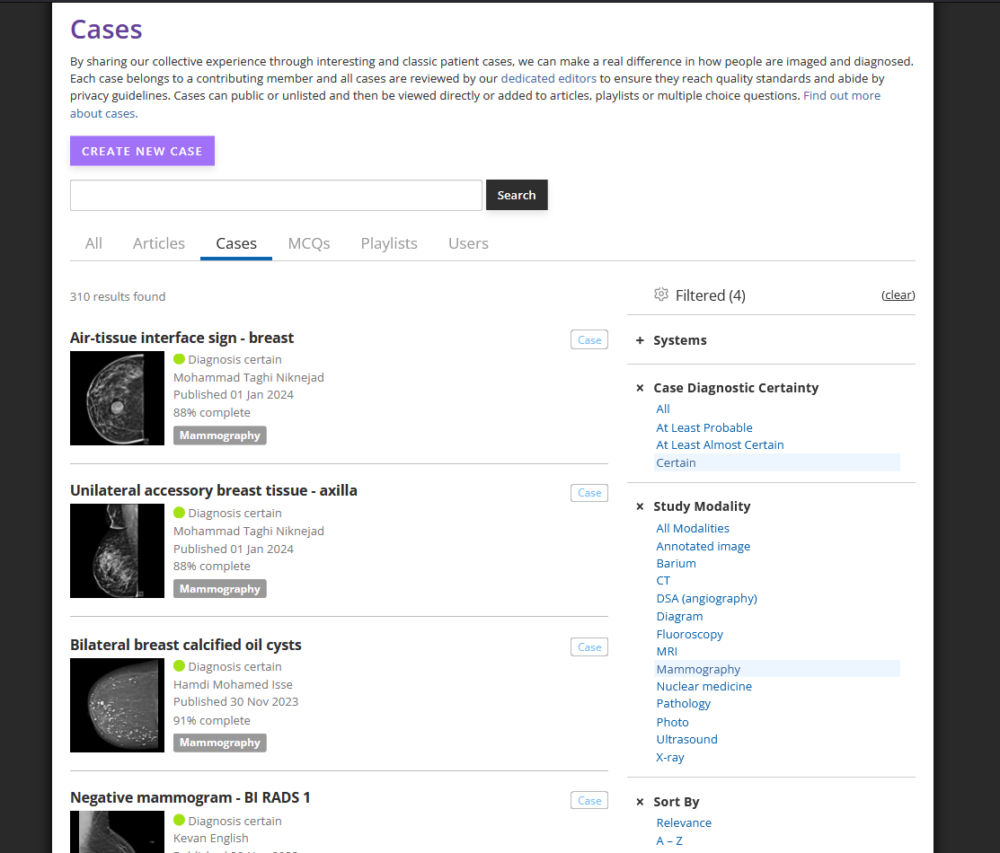 Cases
By sharing our collective experience through interesting and classic patient cases, we can make a real difference in how people are imaged and diagnosed.
Each case belongs to a contributing member and all cases are reviewed by our dedicated editors to ensure they reach quality standards and abide by
privacy guidelines. Cases can public or unlisted and then be viewed directly or added to articles, playlists or multiple choice questions. Find out more
about cases.
CREATE NEW CASE
Search
All Articles Cases MCQs Playlists Users
310 results found
Air-tissue interface sign - breast
Case
Diagnosis certain
Mohammad Taghi Niknejad
Published 01 Jan 2024
88% complete
Mammography
Unilateral accessory breast tissue - axilla
Case
Diagnosis certain
Mohammad Taghi Niknejad
Published 01 Jan 2024
88% complete
Mammography
Bilateral breast calcified oil cysts
Case
Diagnosis certain
Hamdi Mohamed Isse
Published 30 Nov 2023
91% complete
Mammography
Negative mammogram - BI RADS 1
Case
Diagnosis certain
Kevan English
Filtered (4)
(clear)
+ Systems
× Case Diagnostic Certainty
All
At Least Probable
At Least Almost Certain
Certain
× Study Modality
All Modalities
Annotated image
Barium
CT
DSA (angiography)
Diagram
Fluoroscopy
MRI
Mammography
Nuclear medicine
Pathology
Photo
Ultrasound
X-ray
× Sort By
Relevance
A – Z